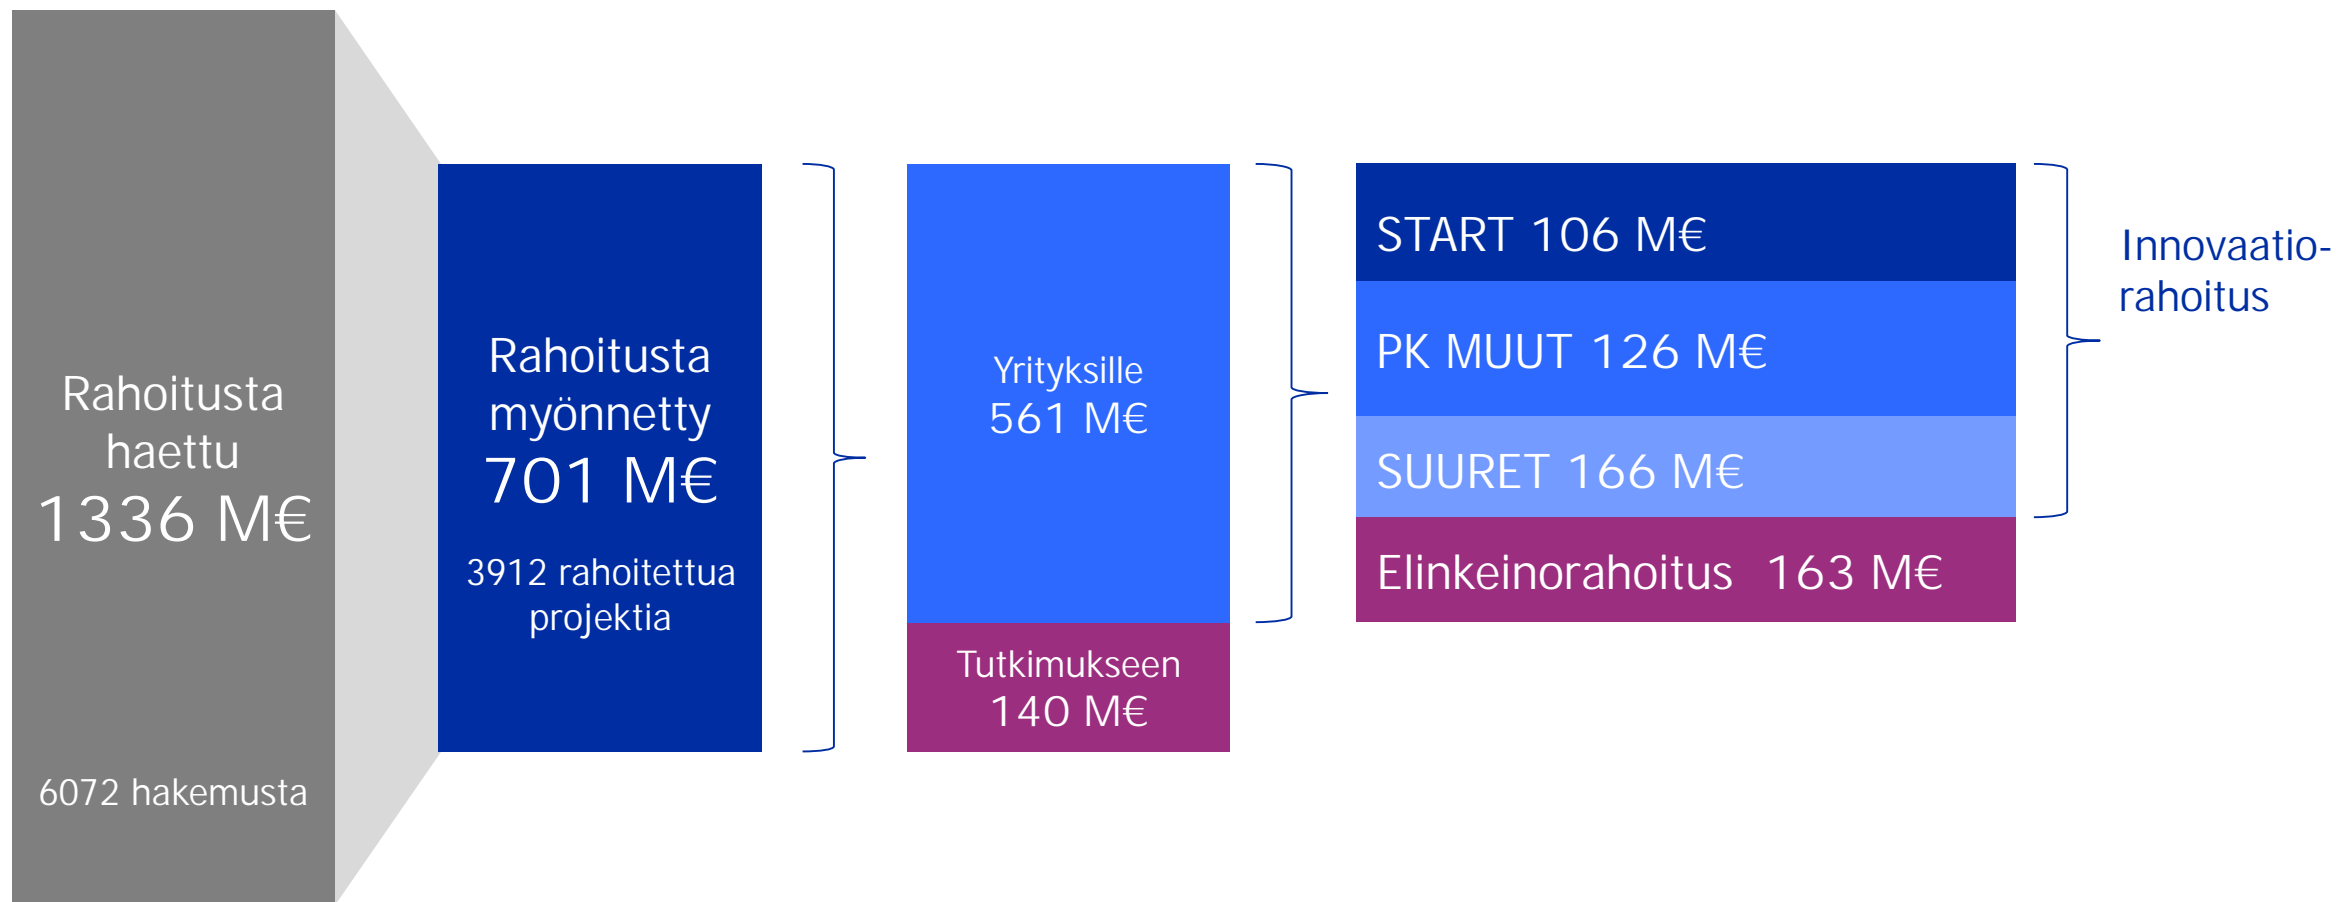 Rahoitusta
haettu
1336 M€
6072 hakemusta
Rahoitusta
myönnetty
701 M€
3912 rahoitettua
projektia
Yrityksille
561 M€
Tutkimukseen
140 M€
START 106 M€
PK MUUT 126 M€
SUURET 166 M€
Elinkeinorahoitus 163 M€
Innovaatio-
rahoitus